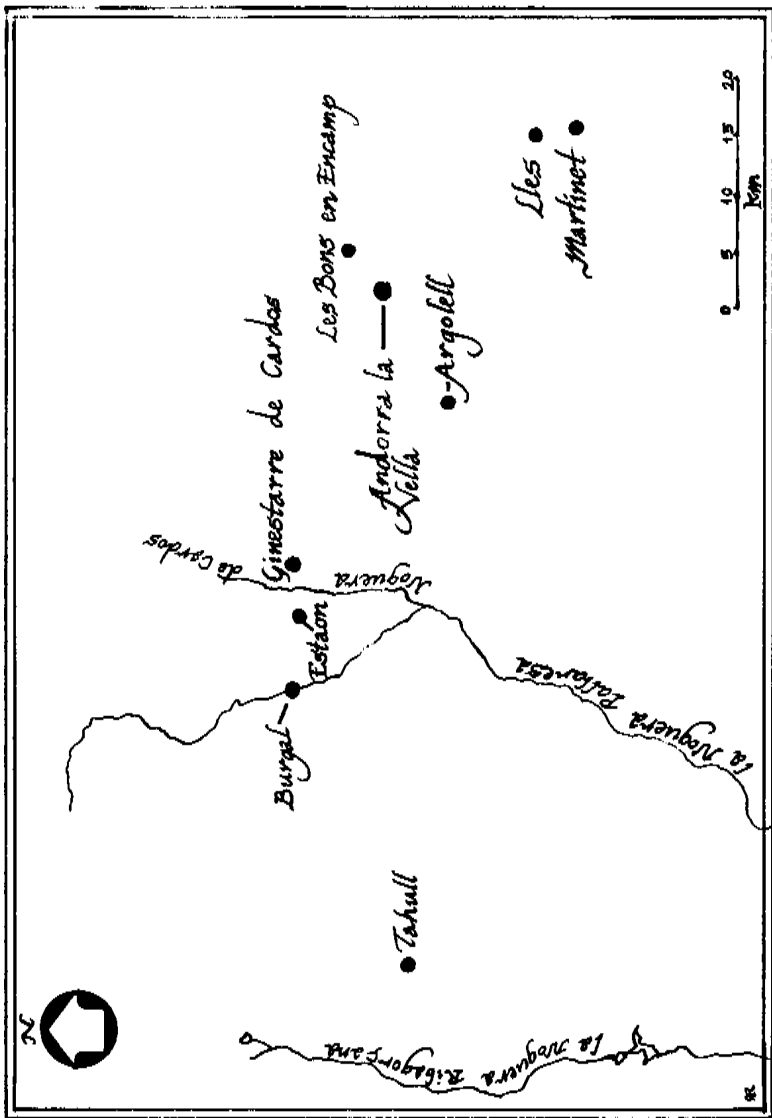 N
de Cardos
Ginestarre de Cardos
Les Bons en Encamp
Burgal
Estaon
Noguera
Andorra la
Vella
Tahull
Argolell
Lles
Martinet
la Noguera Ribagorçana
la Noguera Pallaresa
0 5 10 15 20
km